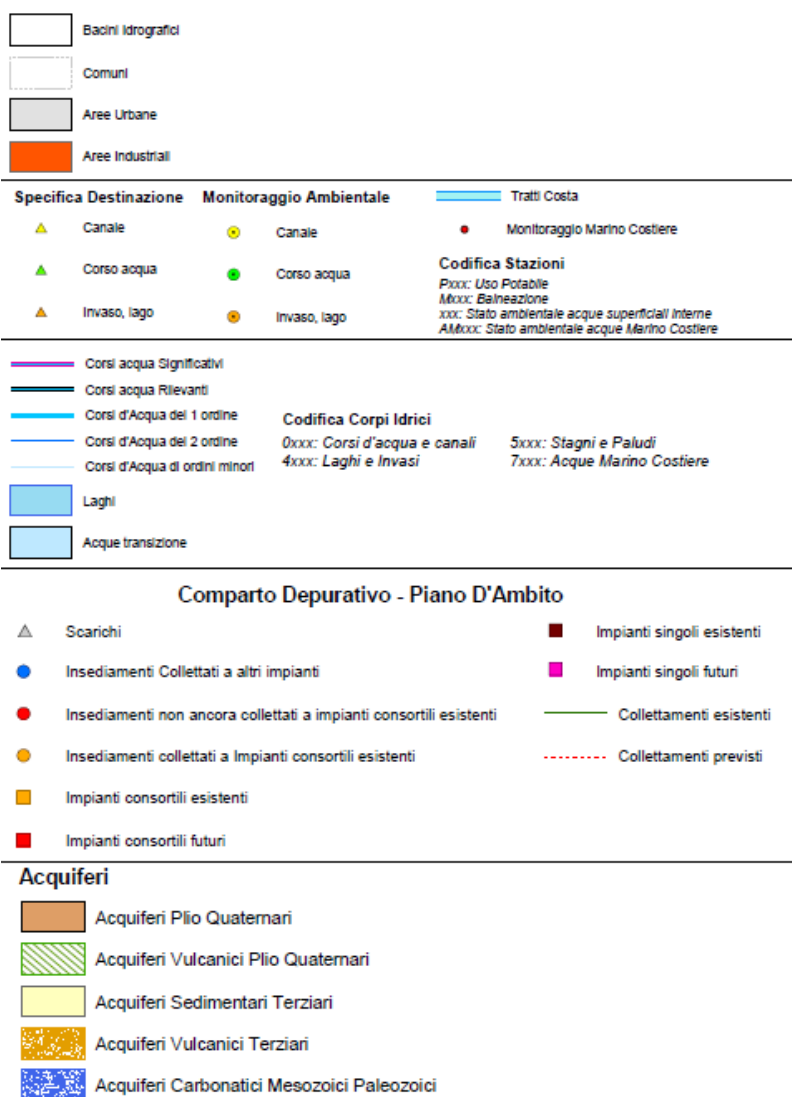 Bacini Idrografici
Comuni
Aree Urbane
Aree Industriali
Specifica Destinazione
Canale
Corso acqua
Invaso, lago
Monitoraggio Ambientale
Canale
Corso acqua
Invaso, lago
Tratti Costa
Monitoraggio Marino Costiere
Codifica Stazioni
Pxxx: Uso Potabile
Mxxx: Balneazione
xxx: Stato ambientale acque superficiali Interne
AMxxx: Stato ambientale acque Marino Costiere
Corsi acqua Significativi
Corsi acqua Rilevanti
Corsi d'Acqua del 1 ordine
Corsi d'Acqua del 2 ordine
Corsi d'Acqua di ordini minori
Laghi
Acque transizione
Codifica Corpi Idrici
0xxx: Corsi d'acqua e canali
4xxx: Laghi e Invasi
5xxx: Stagni e Paludi
7xxx: Acque Marino Costiere
Comparto Depurativo - Piano D'Ambito
Scarichi
Insediamenti Collettati a altri impianti
Insediamenti non ancora collettati a impianti consortili esistenti
Insediamenti collettati a Impianti consortili esistenti
Impianti consortili esistenti
Impianti consortili futuri
Impianti singoli esistenti
Impianti singoli futuri
Collettamenti esistenti
Collettamenti previsti
Acquiferi
Acquiferi Plio Quaternari
Acquiferi Vulcanici Plio Quaternari
Acquiferi Sedimentari Terziari
Acquiferi Vulcanici Terziari
Acquiferi Carbonatici Mesozoici Paleozoici